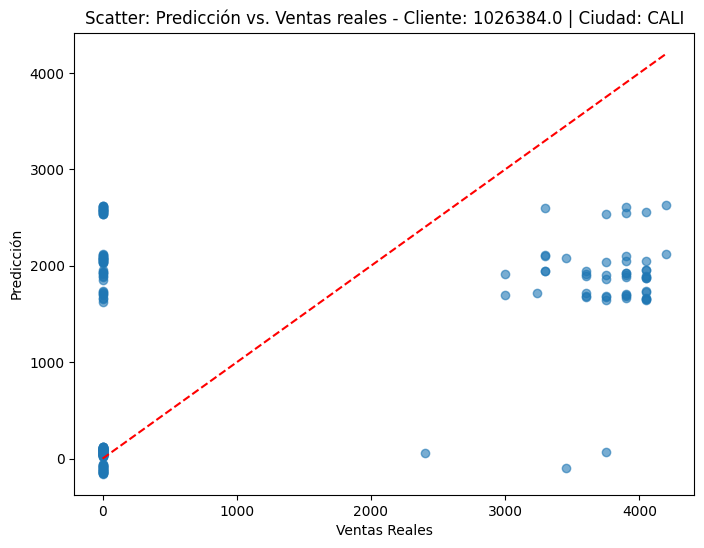 Scatter: Predicción vs. Ventas reales - Cliente: 1026384.0 | Ciudad: CALI
4000
3000
2000
1000
0
Predicción
0 1000 2000 3000 4000
Ventas Reales